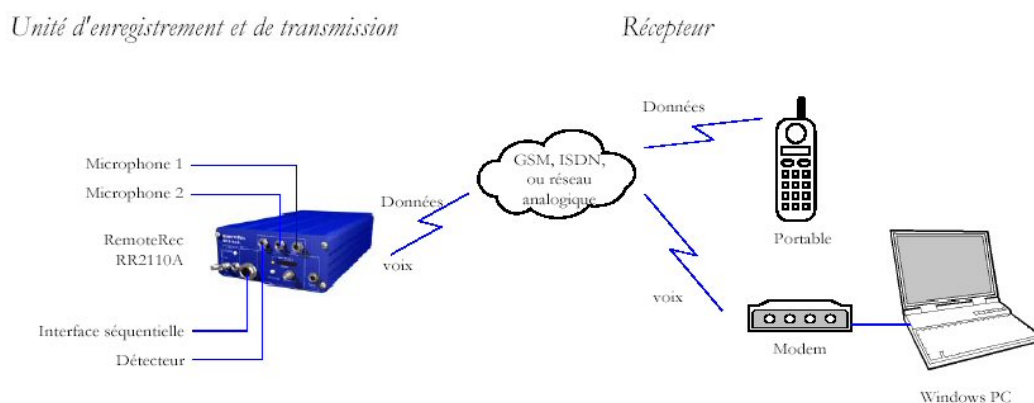 Unité d'enregistrement et de transmission
Récepteur
Données
Microphone 1
Microphone 2
GSM, ISDN,
ou réseau
analogique
Données
RemoteRec
RR2110A
voix
Portable
voix
Interface séquentielle
Détecteur
Modem
Windows PC